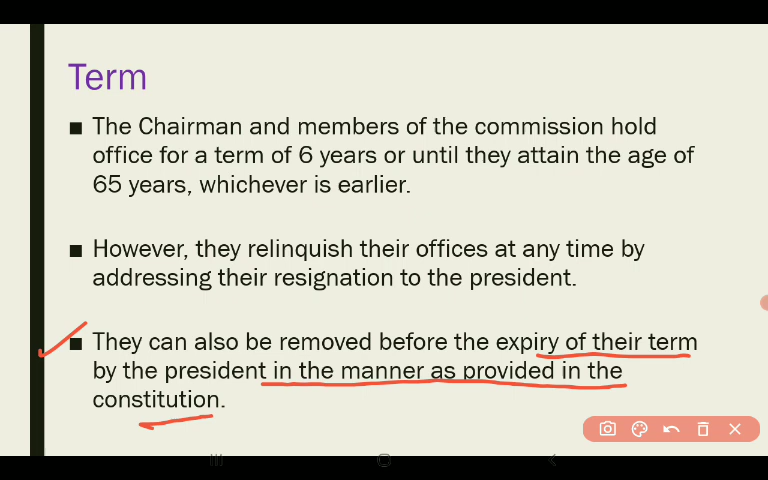 Term
■ The Chairman and members of the commission hold
office for a term of 6 years or until they attain the age of
65 years, whichever is earlier.
■ However, they relinquish their offices at any time by
addressing their resignation to the president.
■ They can also be removed before the expiry of their term
by the president in the manner as provided in the
constitution.